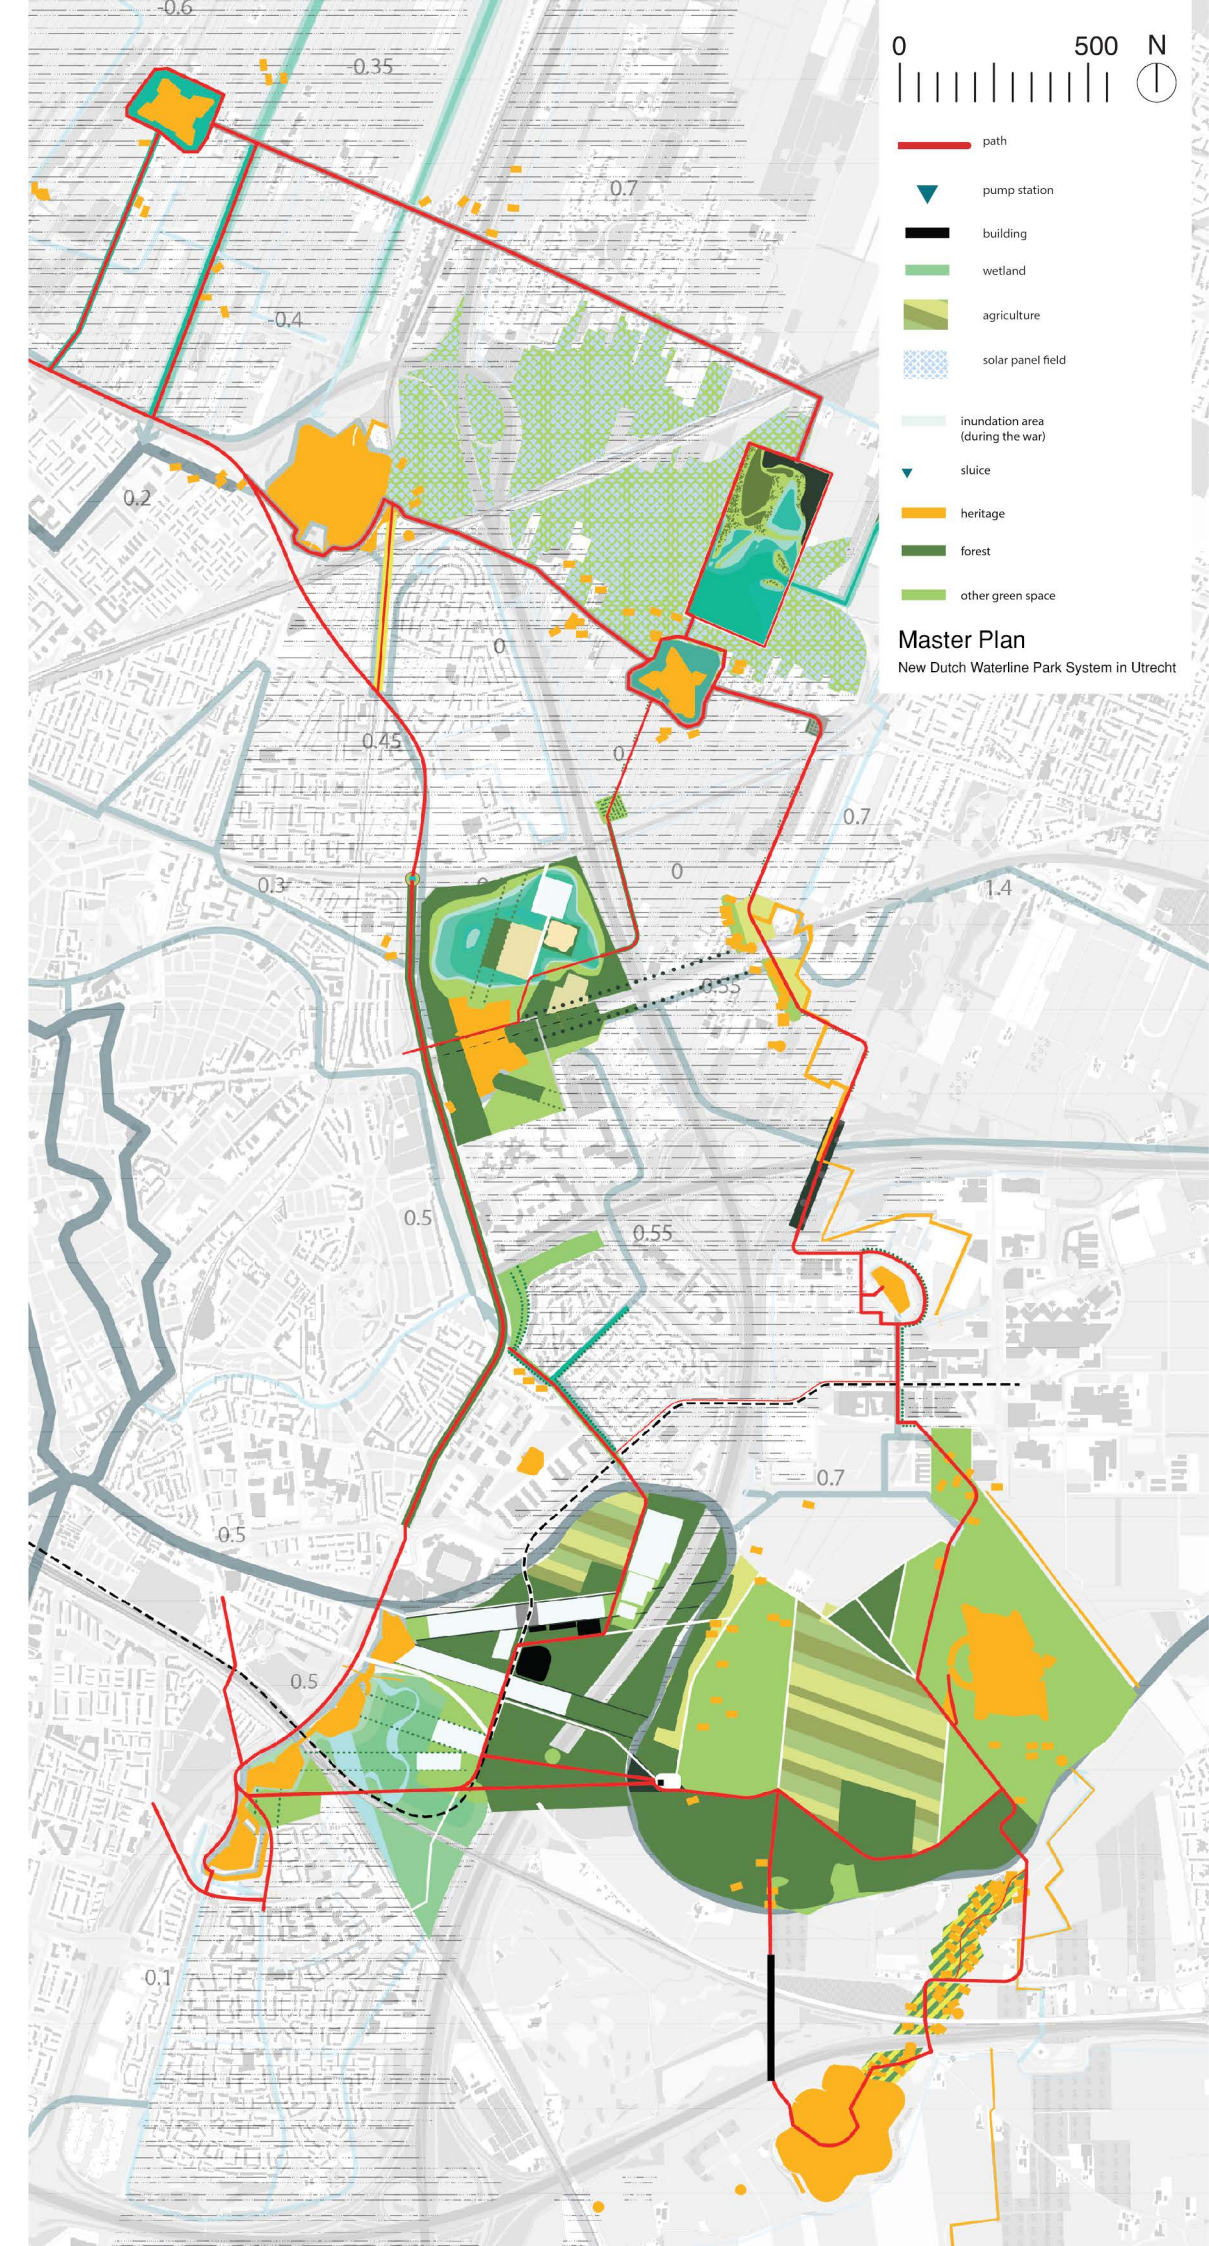 -0.6
-0.35
0 500 N
path
0.7
pump station
building
wetland
-0.4
agriculture
solar panel field
inundation area
(during the war)
sluice
0.2
heritage
forest
other green space
Master Plan
0
New Dutch Waterline Park System in Utrecht
0.45
0
0.7
0
0.3
1.4
0.55
0.5
0.55
0.7
0.5
0.5
0.1